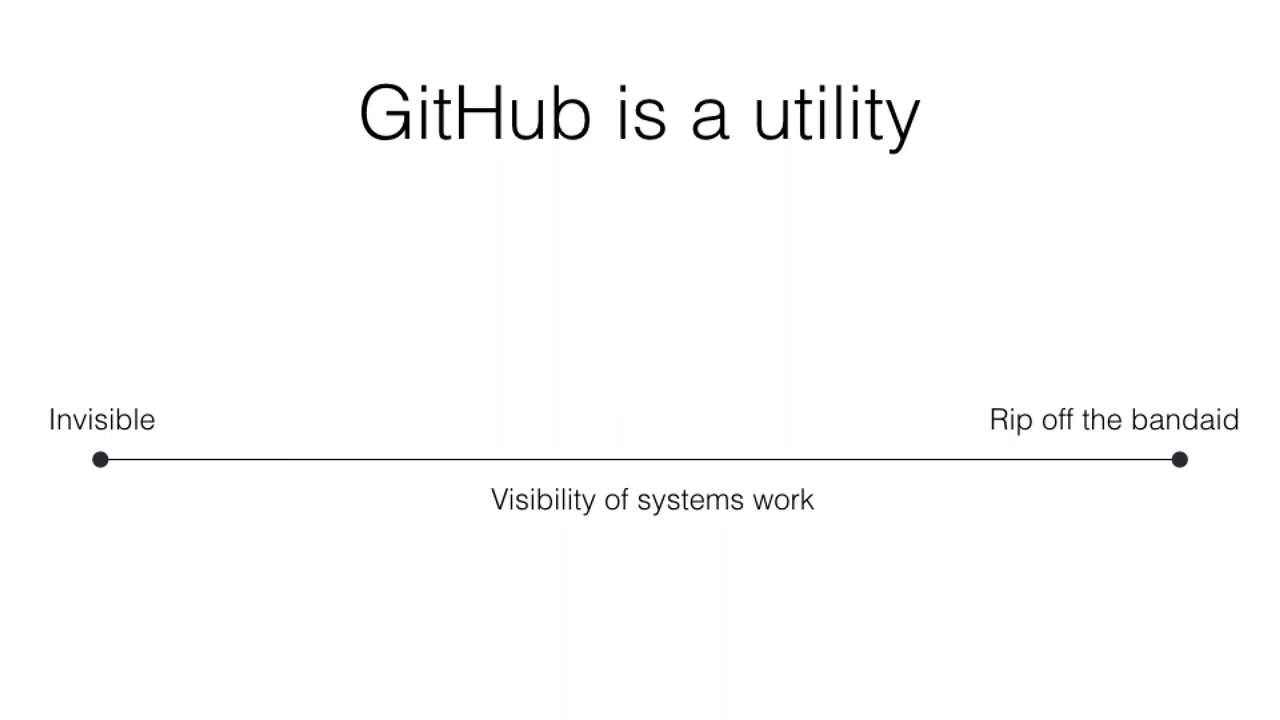 GitHub is a utility
Invisible
Rip off the bandaid
Visibility of systems work